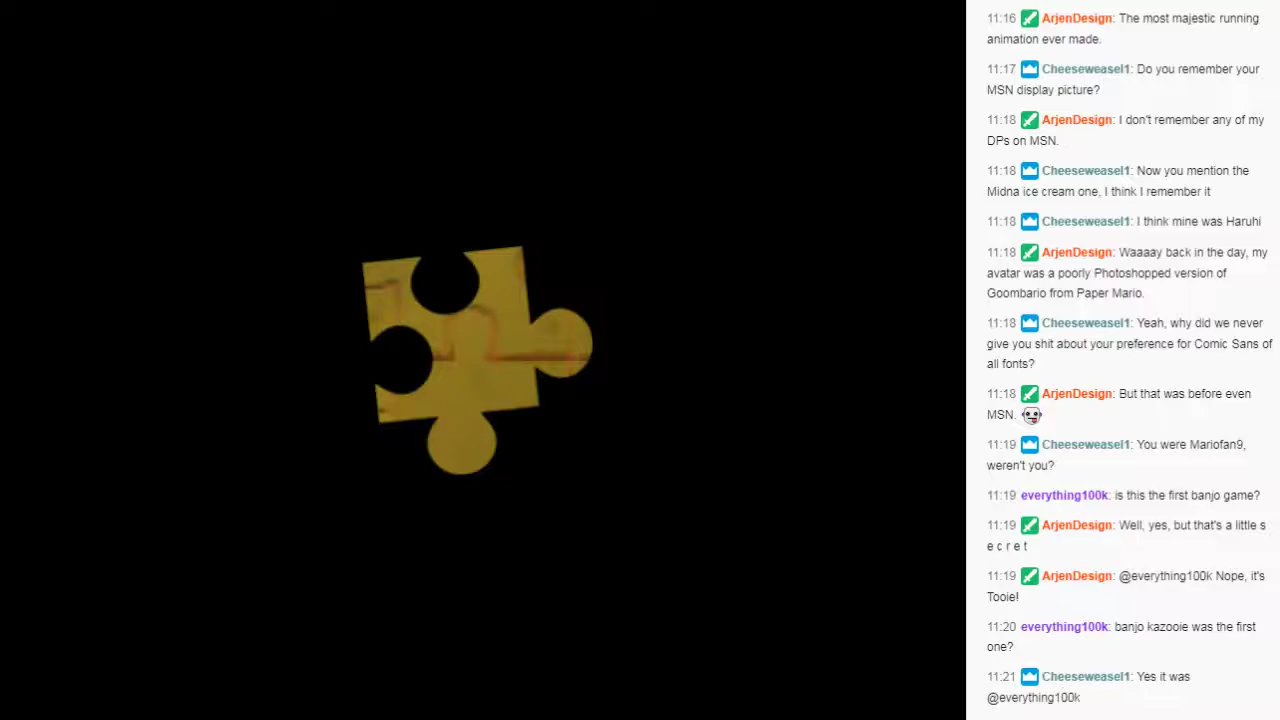 11:16 ArjenDesign: The most majestic running
animation ever made.
11:17 Cheeseweasel1: Do you remember your
MSN display picture?
11:18 ArjenDesign: I don't remember any of my
DPs on MSN.
11:18 Cheeseweasel1: Now you mention the
Midna ice cream one, I think I remember it
11:18 Cheeseweasel1: I think mine was Haruhi
11:18 ArjenDesign: Waaaay back in the day, my
avatar was a poorly Photoshopped version of
Goombario from Paper Mario.
11:18 Cheeseweasel1: Yeah, why did we never
give you shit about your preference for Comic Sans of
all fonts?
11:18 ArjenDesign: But that was before even
MSN.
11:19 Cheeseweasel1: You were Mariofan9,
weren't you?
11:19 everything100k: is this the first banjo game?
11:19 ArjenDesign: Well, yes, but that's a little s
e c r e t
11:19 ArjenDesign: @everything100k Nope, it's
Tooie!
11:20 everything100k: banjo kazooie was the first
one?
11:21 Cheeseweasel1: Yes it was
@everything100k